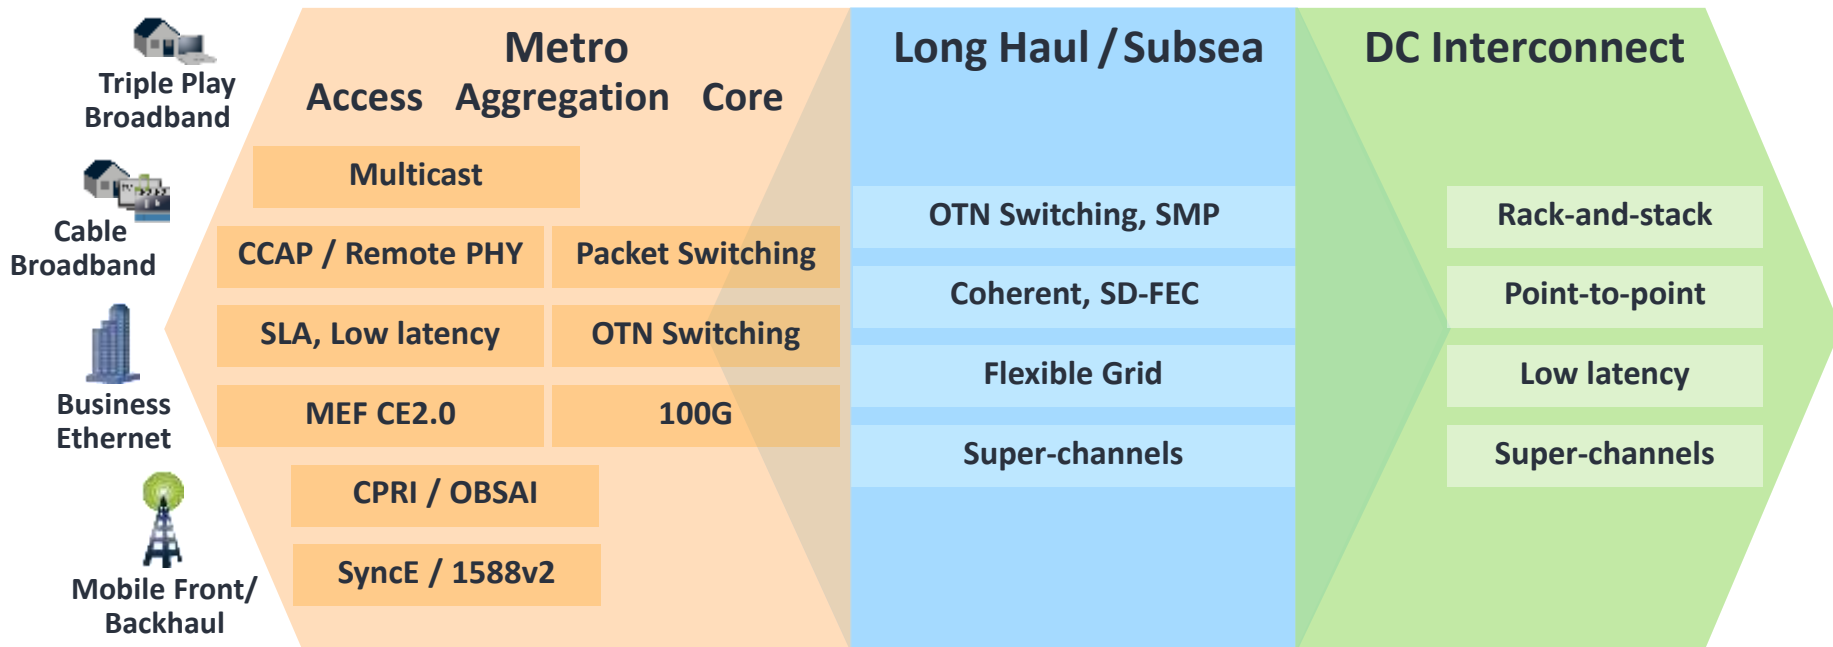 Triple Play
Broadband
Cable
Broadband
Business
Ethernet
Mobile Front/
Backhaul
Metro
Access Aggregation Core
Multicast
CCAP / Remote PHY
Packet Switching
SLA, Low latency
OTN Switching
MEF CE2.0
100G
CPRI / OBSAI
SyncE / 1588v2
Long Haul / Subsea
OTN Switching, SMP
Coherent, SD-FEC
Flexible Grid
Super-channels
DC Interconnect
Rack-and-stack
Point-to-point
Low latency
Super-channels